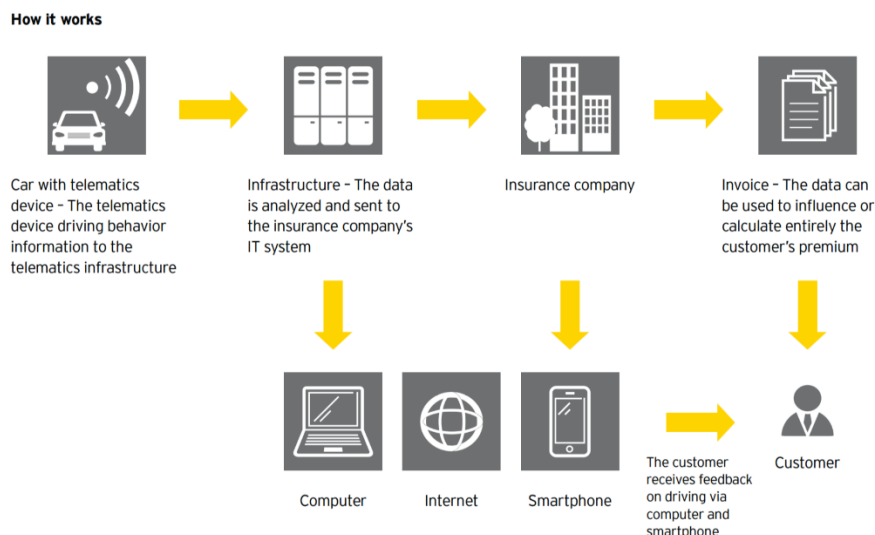 How it works
Car with telematics
device – The telematics
device driving behavior
information to the
telematics infrastructure
Infrastructure – The data
is analyzed and sent to
the insurance company's
IT system
Insurance company
Invoice – The data can
be used to influence or
calculate entirely the
customer's premium
Computer
Internet
Smartphone
The customer
receives feedback
on driving via
computer and
smartphone
Customer